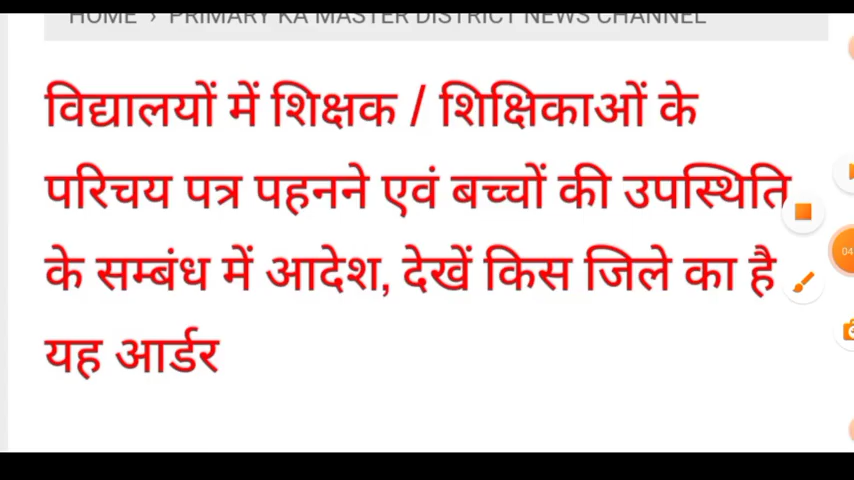 HOME › PRIMARY KA MASTER DISTRICT NEWS CHANNEL
विद्यालयों में शिक्षक / शिक्षिकाओं के
परिचय पत्र पहनने एवं बच्चों की उपस्थिति
के सम्बंध में आदेश, देखें किस जिले का है
यह आर्डर
04